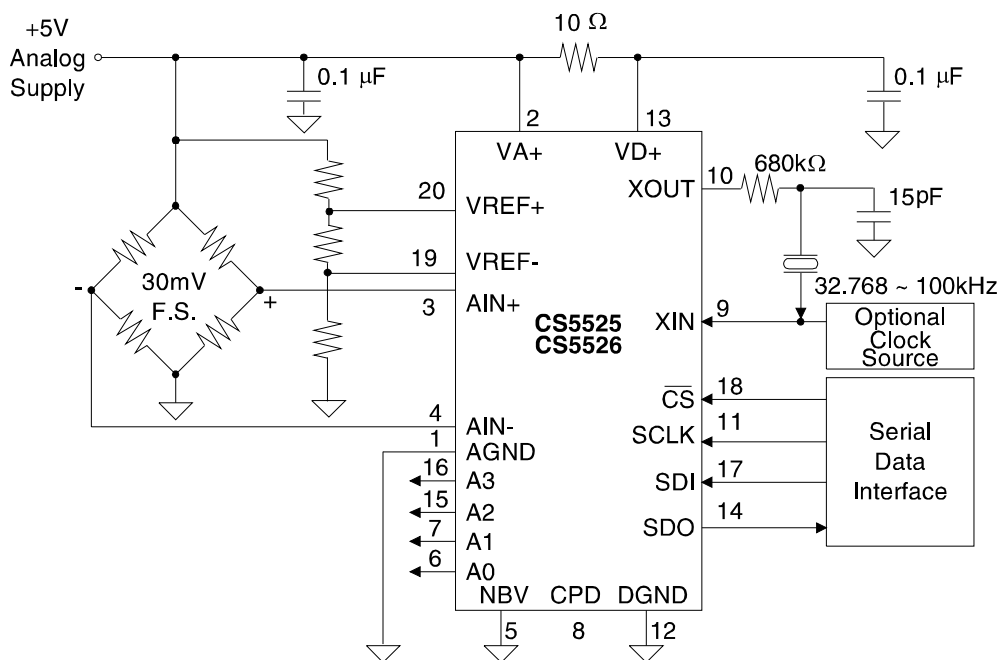 +5V
Analog
Supply
10 Ω
0.1 μF
0.1 μF
2
13
VA+
VD+
680kΩ
10
XOUT
15pF
20
VREF+
19
VREF-
30mV
F.S.
-
+
3
AIN+
32.768 ~ 100kHz
9
XIN
CS5525
CS5526
Optional
Clock
Source
18
CS
4
AIN-
11
SCLK
1
AGND
16
A3
17
SDI
15
A2
14
SDO
7
A1
6
A0
Serial
Data
Interface
NBV
CPD
DGND
5
8
12